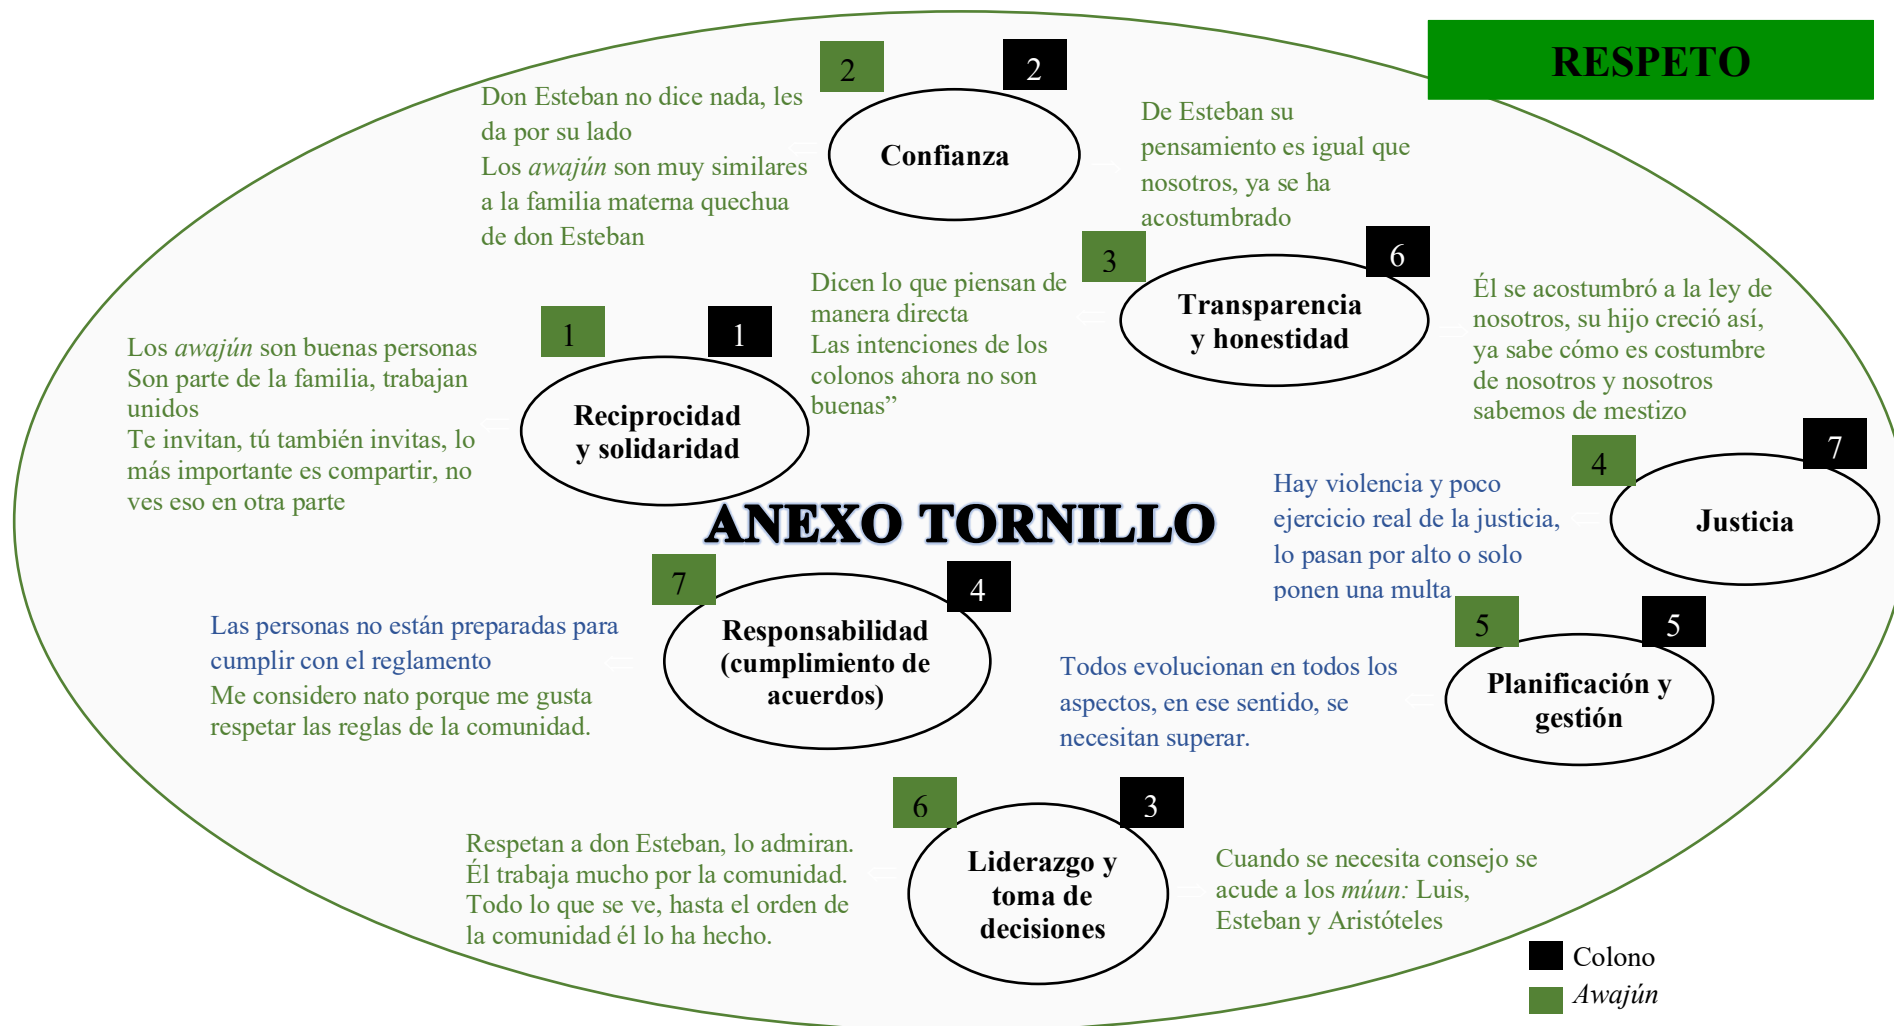 RESPETO
2
2
Don Esteban no dice nada, les
da por su lado
Los awajún son muy similares
a la familia materna quechua
de don Esteban
Confianza
De Esteban su
pensamiento es igual que
nosotros, ya se ha
acostumbrado
3
6
Dicen lo que piensan de
manera directa
Las intenciones de los
colonos ahora no son
buenas”
Transparencia
y honestidad
Él se acostumbró a la ley de
nosotros, su hijo creció así,
ya sabe cómo es costumbre
de nosotros y nosotros
sabemos de mestizo
1
1
Los awajún son buenas personas
Son parte de la familia, trabajan
unidos
Te invitan, tú también invitas, lo
más importante es compartir, no
ves eso en otra parte
Reciprocidad
y solidaridad
4
7
Hay violencia y poco
ejercicio real de la justicia,
lo pasan por alto o solo
ponen una multa
Justicia
ANEXO TORNILLO
7
4
Las personas no están preparadas para
cumplir con el reglamento
Me considero nato porque me gusta
respetar las reglas de la comunidad.
Responsabilidad
(cumplimiento de
acuerdos)
5
5
Todos evolucionan en todos los
aspectos, en ese sentido, se
necesitan superar.
Planificación y
gestión
6
3
Respetan a don Esteban, lo admiran.
Él trabaja mucho por la comunidad.
Todo lo que se ve, hasta el orden de
la comunidad él lo ha hecho.
Liderazgo y
toma de
decisiones
Cuando se necesita consejo se
acude a los múun: Luis,
Esteban y Aristóteles
Colono
Awajún